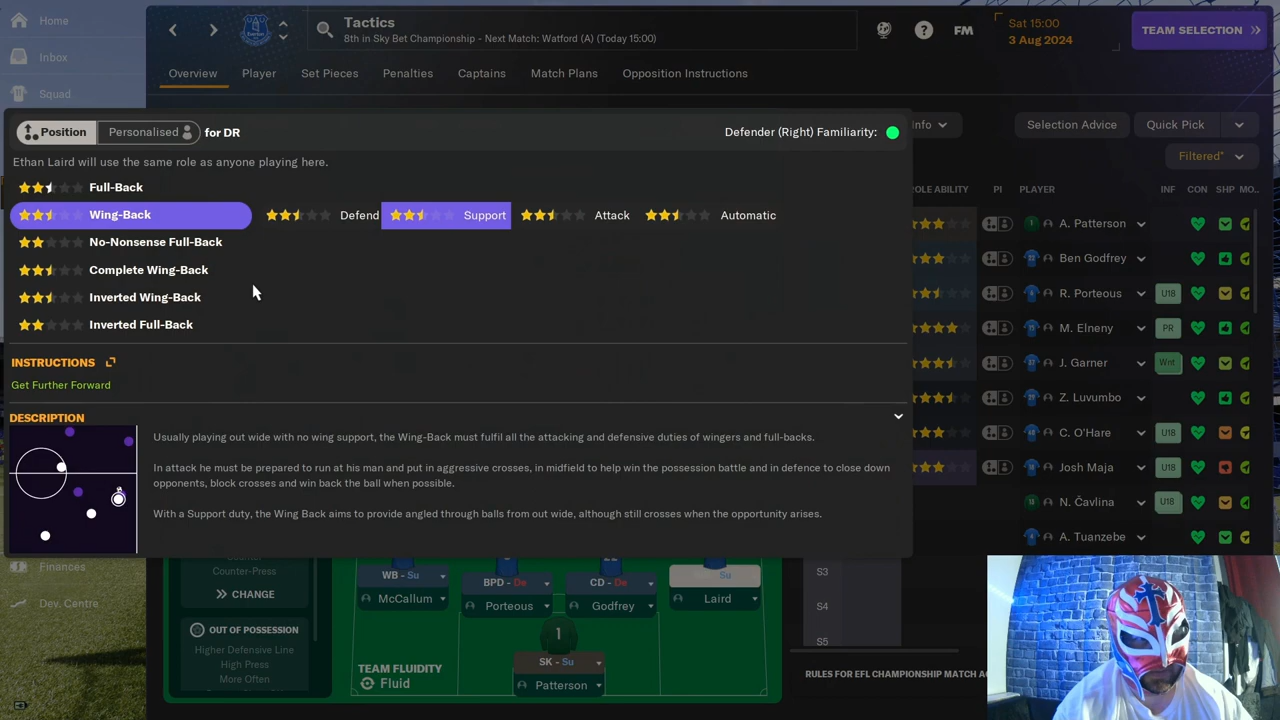 Home
Inbox
Squad
Finances
Dev. Centre
Tactics
8th in Sky Bet Championship - Next Match: Watford (A) (Today 15:00)
FM
Sat 15:00
3 Aug 2024
TEAM SELECTION
Overview
Player
Set Pieces
Penalties
Captains
Match Plans
Opposition Instructions
Position
Personalised
for DR
Defender (Right) Familiarity:
Ethan Laird will use the same role as anyone playing here.
Full-Back
Wing-Back
Defend
Support
Attack
Automatic
No-Nonsense Full-Back
Complete Wing-Back
Inverted Wing-Back
Inverted Full-Back
INSTRUCTIONS
Get Further Forward
DESCRIPTION
Usually playing out wide with no wing support, the Wing-Back must fulfil all the attacking and defensive duties of wingers and full-backs.
In attack he must be prepared to run at his man and put in aggressive crosses, in midfield to help win the possession battle and in defence to close down
opponents, block crosses and win back the ball when possible.
With a Support duty, the Wing Back aims to provide angled through balls from out wide, although still crosses when the opportunity arises.
Selection Advice
Quick Pick
Filtered*
ROLE ABILITY
PI
PLAYER
INF
CON
SHP
MO...
1 A. Patterson
Ben Godfrey
R. Porteous U18
M. Elneny PR
J. Garner Wnt
Z. Luvumbo
C. O'Hare U18
Josh Maja U18
N. Čavlina U18
A. Tuanzebe
Counter-Press
CHANGE
OUT OF POSSESSION
Higher Defensive Line
High Press
More Often
WB - Su
McCallum
BPD - De
Porteous
CD - De
Godfrey
Su
Laird
1
SK - Su
Patterson
TEAM FLUIDITY
Fluid
S3
S4
S5
RULES FOR EFL CHAMPIONSHIP MATCH